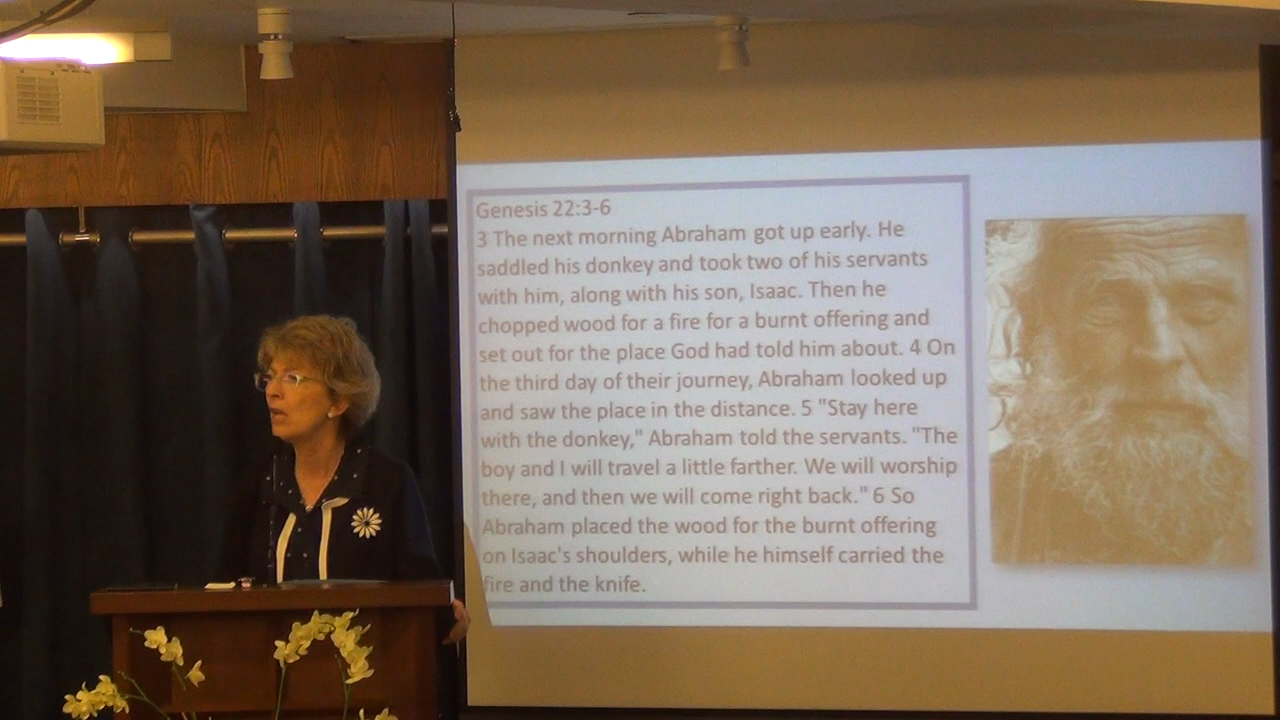 Genesis 22:3-6
3 The next morning Abraham got up early. He
saddled his donkey and took two of his servants
with him, along with his son, Isaac. Then he
chopped wood for a fire for a burnt offering and
set out for the place God had told him about. 4 On
the third day of their journey, Abraham looked up
and saw the place in the distance. 5 "Stay here
with the donkey," Abraham told the servants. "The
boy and I will travel a little farther. We will worship
there, and then we will come right back." 6 So
Abraham placed the wood for the burnt offering
on Isaac's shoulders, while he himself carried the
fire and the knife.